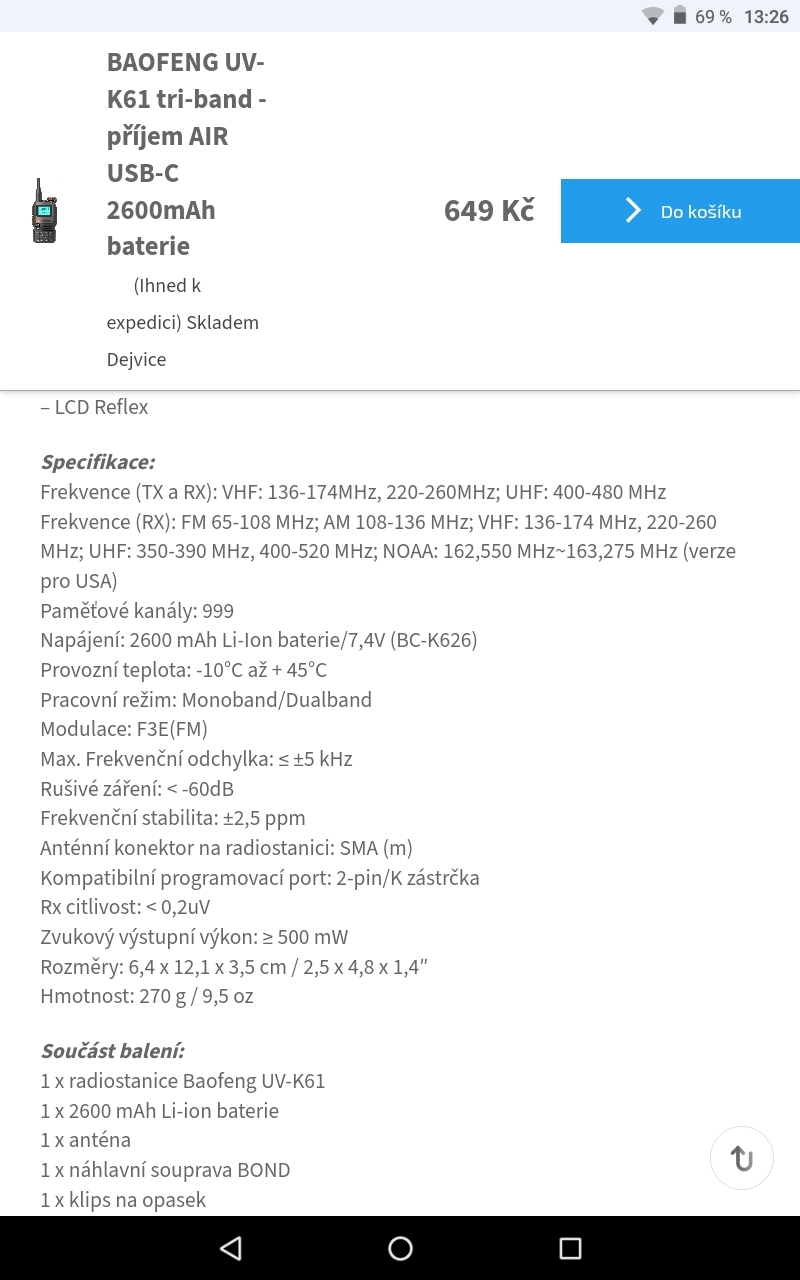 69 % 13:26
BAOFENG UV-
K61 tri-band -
příjem AIR
USB-C
2600mAh
baterie
(Ihned k
expedici) Skladem
Dejvice
649 Kč
Do košíku
– LCD Reflex
Specifikace:
Frekvence (TX a RX): VHF: 136-174MHz, 220-260MHz; UHF: 400-480 MHz
Frekvence (RX): FM 65-108 MHz; AM 108-136 MHz; VHF: 136-174 MHz, 220-260
MHz; UHF: 350-390 MHz, 400-520 MHz; NOAA: 162,550 MHz~163,275 MHz (verze
pro USA)
Paměťové kanály: 999
Napájení: 2600 mAh Li-Ion baterie/7,4V (BC-K626)
Provozní teplota: -10°C až + 45°C
Pracovní režim: Monoband/Dualband
Modulace: F3E(FM)
Max. Frekvenční odchylka: ≤ ±5 kHz
Rušivé záření: < -60dB
Frekvenční stabilita: ±2,5 ppm
Anténní konektor na radiostanici: SMA (m)
Kompatibilní programovací port: 2-pin/K zástrčka
Rx citlivost: < 0,2uV
Zvukový výstupní výkon: ≥ 500 mW
Rozměry: 6,4 x 12,1 x 3,5 cm / 2,5 x 4,8 x 1,4″
Hmotnost: 270 g / 9,5 oz
Součást balení:
1 x radiostanice Baofeng UV-K61
1 x 2600 mAh Li-ion baterie
1 x anténa
1 x náhlavní souprava BOND
1 x klips na opasek